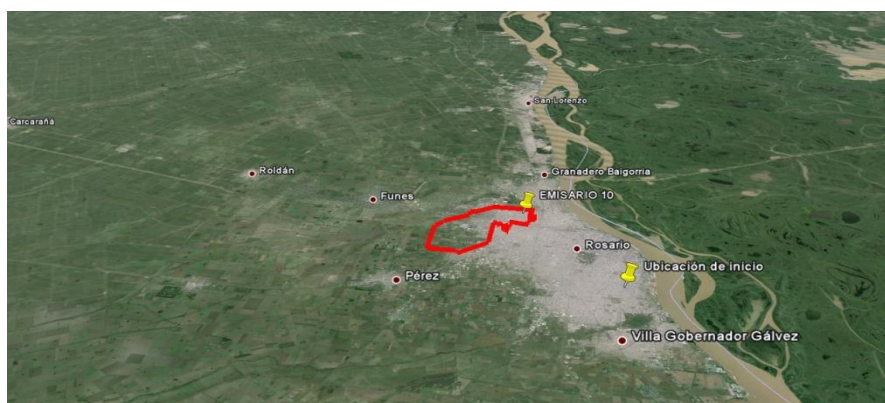 San Lorenzo
Carcarañá
Roldán
Granadero Baigorria
Funes
EMISARIO 10
Rosario
Ubicación de inicio
Pérez
Villa Gobernador Gálvez